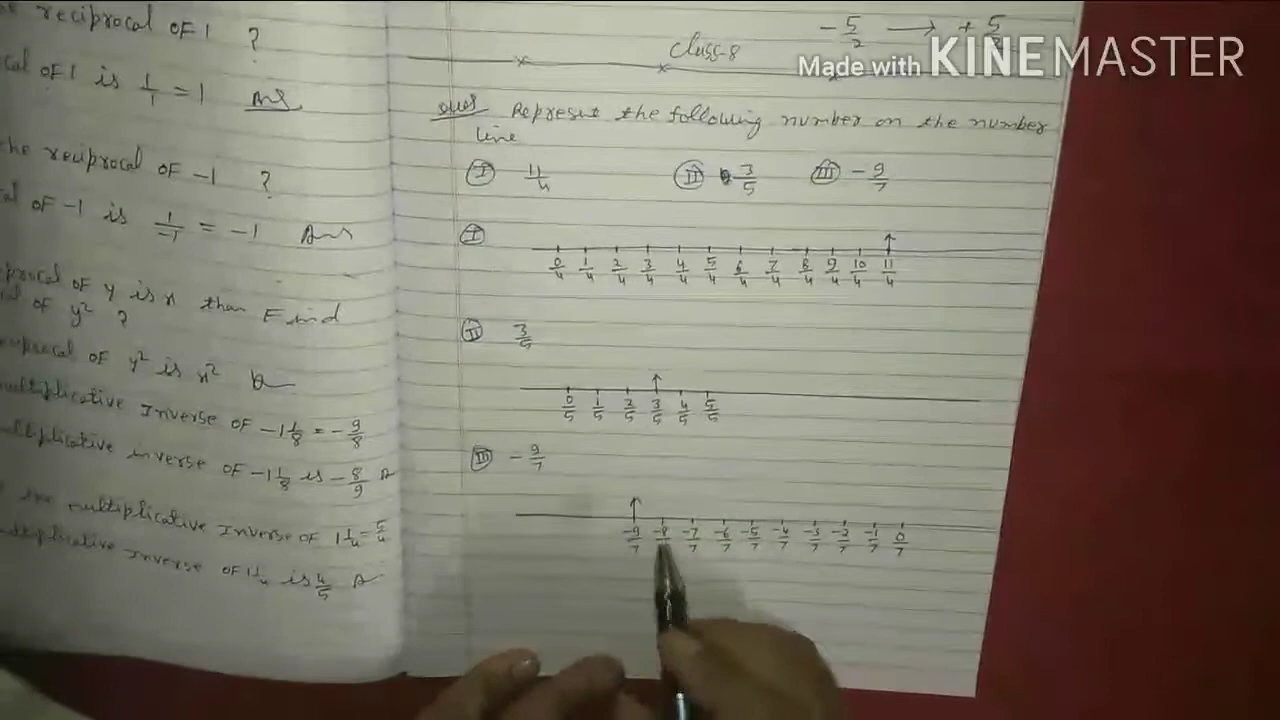 reciprocal of 1 ?
of 1 is 1/1 = 1 Ans
the reciprocal of -1 ?
of -1 is 1/-1 = -1 Ans
of y is x than Find
of y² ?
of y² is x²
multiplicative Inverse of -1 1/8 = -9/8
multiplicative inverse of -1 1/8 is -8/9 A
the multiplicative Inverse of 1 1/4 = 5/4
inverse of 1 1/4 is 4/5 A
-5/2 → +5/2
Class-8
Made with KINEMASTER
Ques Represent the following number on the number
line
(I) 11/4 (II) 3/5 (III) -9/7
(I)
0/4 1/4 2/4 3/4 4/4 5/4 6/4 7/4 8/4 9/4 10/4 11/4
(II) 3/5
0/5 1/5 2/5 3/5 4/5 5/5
(III) -9/7
-9/7 -8/7 -7/7 -6/7 -5/7 -4/7 -3/7 -2/7 -1/7 0/7